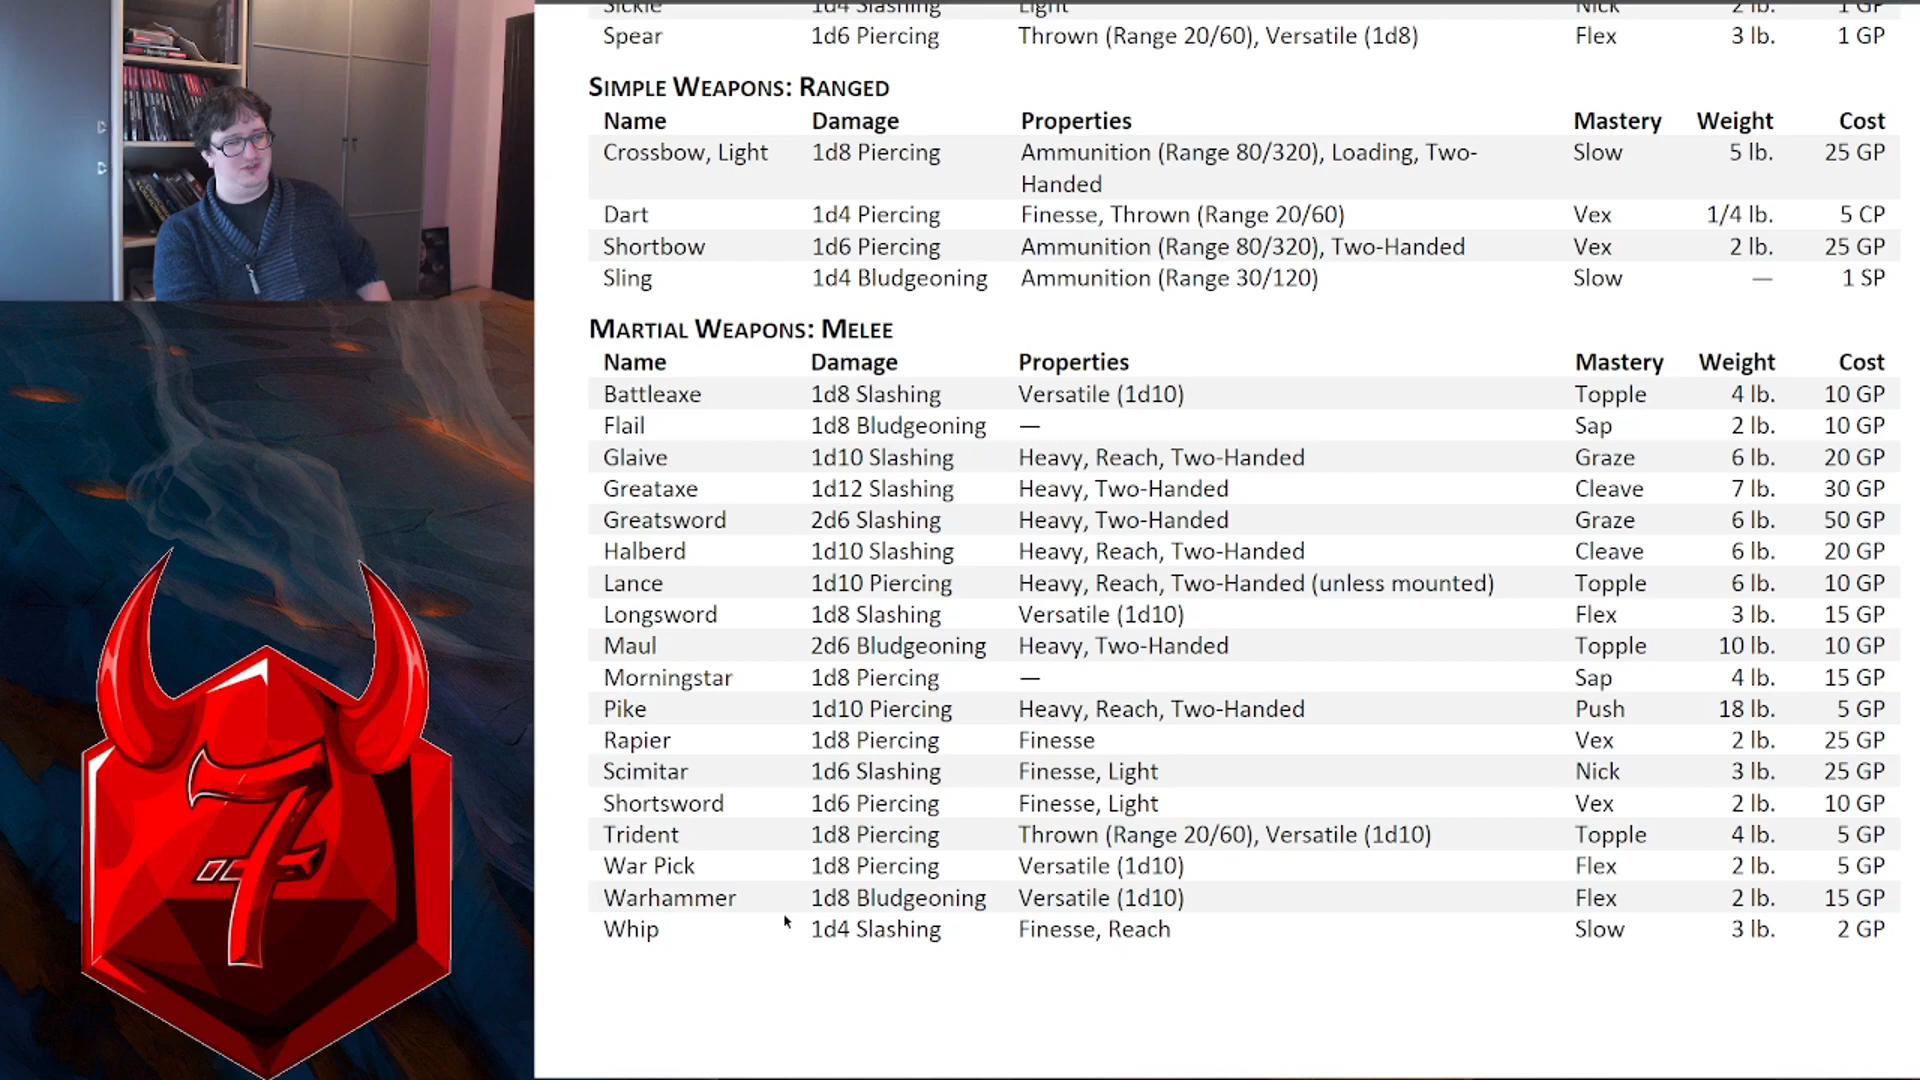 Sickle 1d4 Slashing Light Nick 2 lb. 1 GP
Spear 1d6 Piercing Thrown (Range 20/60), Versatile (1d8) Flex 3 lb. 1 GP
SIMPLE WEAPONS: RANGED
Name Damage Properties Mastery Weight Cost
Crossbow, Light 1d8 Piercing Ammunition (Range 80/320), Loading, Two- Slow 5 lb. 25 GP
Handed
Dart 1d4 Piercing Finesse, Thrown (Range 20/60) Vex 1/4 lb. 5 CP
Shortbow 1d6 Piercing Ammunition (Range 80/320), Two-Handed Vex 2 lb. 25 GP
Sling 1d4 Bludgeoning Ammunition (Range 30/120) Slow — 1 SP
MARTIAL WEAPONS: MELEE
Name Damage Properties Mastery Weight Cost
Battleaxe 1d8 Slashing Versatile (1d10) Topple 4 lb. 10 GP
Flail 1d8 Bludgeoning — Sap 2 lb. 10 GP
Glaive 1d10 Slashing Heavy, Reach, Two-Handed Graze 6 lb. 20 GP
Greataxe 1d12 Slashing Heavy, Two-Handed Cleave 7 lb. 30 GP
Greatsword 2d6 Slashing Heavy, Two-Handed Graze 6 lb. 50 GP
Halberd 1d10 Slashing Heavy, Reach, Two-Handed Cleave 6 lb. 20 GP
Lance 1d10 Piercing Heavy, Reach, Two-Handed (unless mounted) Topple 6 lb. 10 GP
Longsword 1d8 Slashing Versatile (1d10) Flex 3 lb. 15 GP
Maul 2d6 Bludgeoning Heavy, Two-Handed Topple 10 lb. 10 GP
Morningstar 1d8 Piercing — Sap 4 lb. 15 GP
Pike 1d10 Piercing Heavy, Reach, Two-Handed Push 18 lb. 5 GP
Rapier 1d8 Piercing Finesse Vex 2 lb. 25 GP
Scimitar 1d6 Slashing Finesse, Light Nick 3 lb. 25 GP
Shortsword 1d6 Piercing Finesse, Light Vex 2 lb. 10 GP
Trident 1d8 Piercing Thrown (Range 20/60), Versatile (1d10) Topple 4 lb. 5 GP
War Pick 1d8 Piercing Versatile (1d10) Flex 2 lb. 5 GP
Warhammer 1d8 Bludgeoning Versatile (1d10) Flex 2 lb. 15 GP
Whip 1d4 Slashing Finesse, Reach Slow 3 lb. 2 GP
7